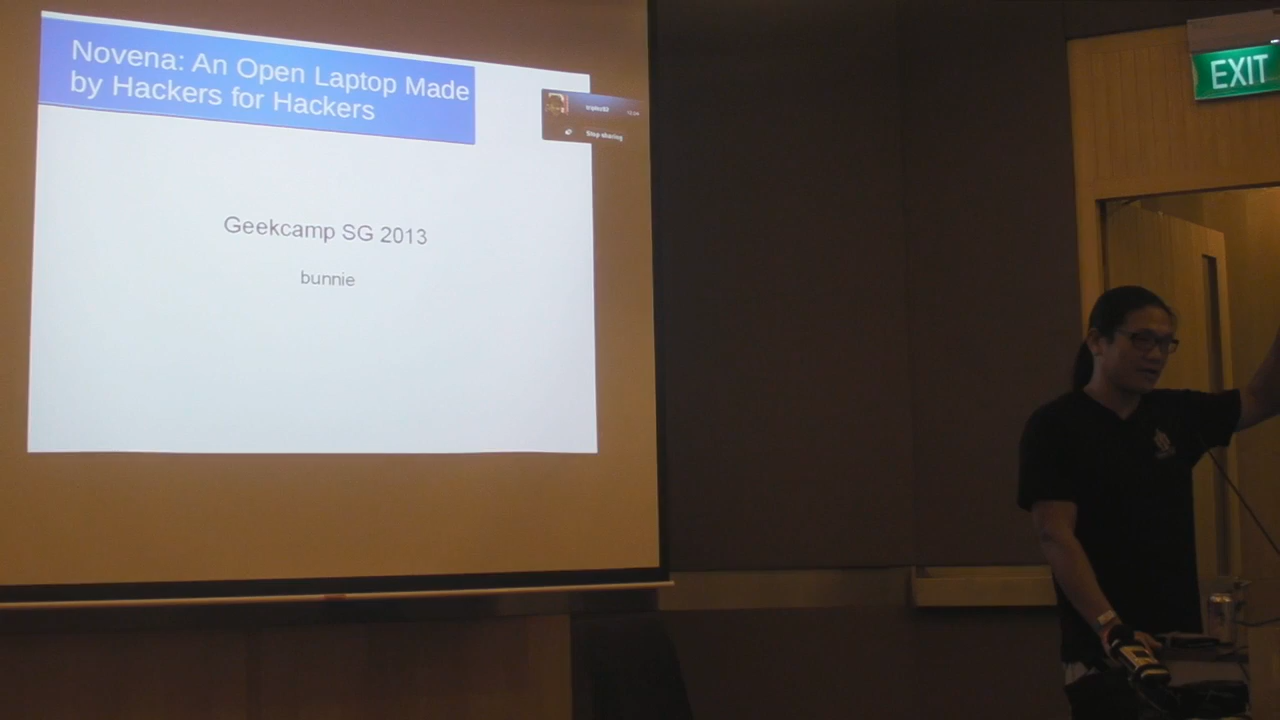 Novena: An Open Laptop Made
by Hackers for Hackers
Geekcamp SG 2013
bunnie
Stop sharing
EXIT